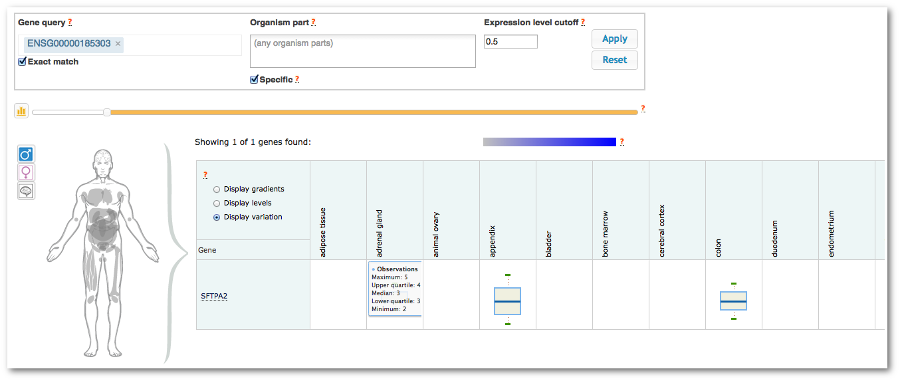 Gene query ?
Organism part ?
Expression level cutoff ?
ENSG00000185303 ×
(any organism parts)
0.5
Apply
Exact match
Reset
Specific ?
?
Showing 1 of 1 genes found:
?
?
Display gradients
Display levels
Display variation
Gene
adipose tissue
adrenal gland
animal ovary
appendix
bladder
bone marrow
cerebral cortex
colon
duedenum
endometrium
SFTPA2
Observations
Maximum: 5
Upper quartile: 4
Median: 3
Lower quartile: 3
Minimum: 2